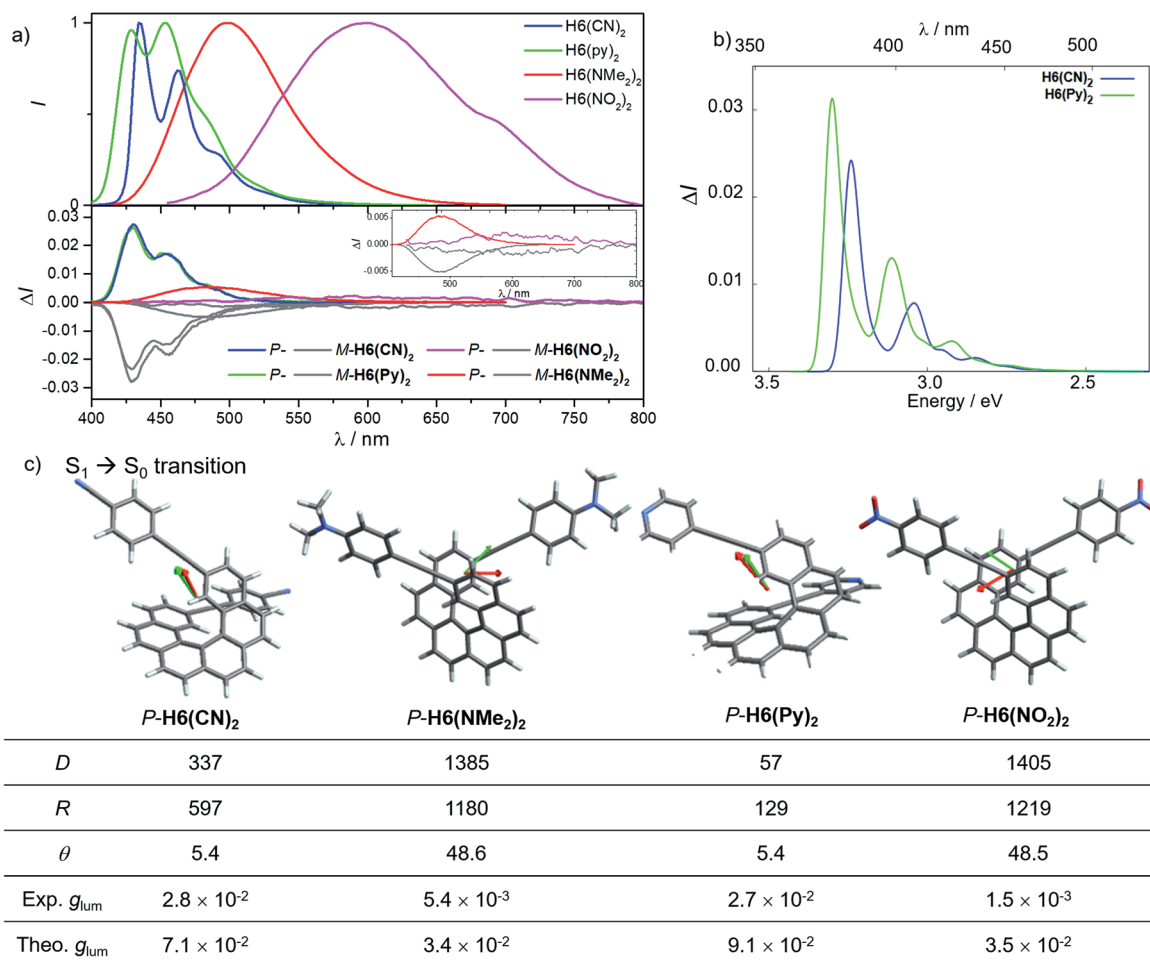 a)
I
1
0
H6(CN)₂
H6(py)₂
H6(NMe₂)₂
H6(NO₂)₂
ΔI
0.03
0.02
0.01
0.00
-0.01
-0.02
-0.03
ΔI
0.005
0.000
-0.005
500 600 700 800
λ / nm
P- M-H6(CN)₂ P- M-H6(NO₂)₂
P- M-H6(Py)₂ P- M-H6(NMe₂)₂
400 450 500 550 600 650 700 750 800
λ / nm
b)
λ / nm
350 400 450 500
H6(CN)₂
H6(Py)₂
ΔI
0.03
0.02
0.01
0.00
3.5 3.0 2.5
Energy / eV
c) S₁ → S₀ transition
P-H6(CN)₂ P-H6(NMe₂)₂ P-H6(Py)₂ P-H6(NO₂)₂
D 337 1385 57 1405
R 597 1180 129 1219
θ 5.4 48.6 5.4 48.5
Exp. g_lum 2.8 × 10⁻² 5.4 × 10⁻³ 2.7 × 10⁻² 1.5 × 10⁻³
Theo. g_lum 7.1 × 10⁻² 3.4 × 10⁻² 9.1 × 10⁻² 3.5 × 10⁻²